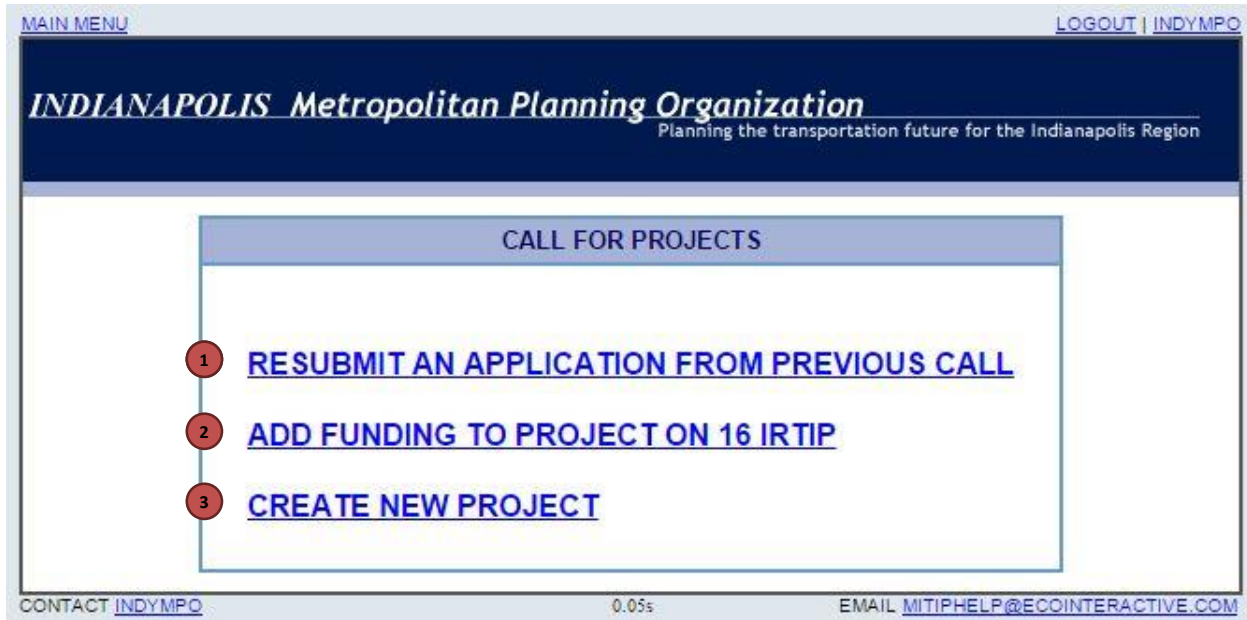 MAIN MENU LOGOUT | INDYMPO
INDIANAPOLIS Metropolitan Planning Organization
Planning the transportation future for the Indianapolis Region
CALL FOR PROJECTS
1 RESUBMIT AN APPLICATION FROM PREVIOUS CALL
2 ADD FUNDING TO PROJECT ON 16 IRTIP
3 CREATE NEW PROJECT
CONTACT INDYMPO 0.05s EMAIL MITIPHELP@ECOINTERACTIVE.COM